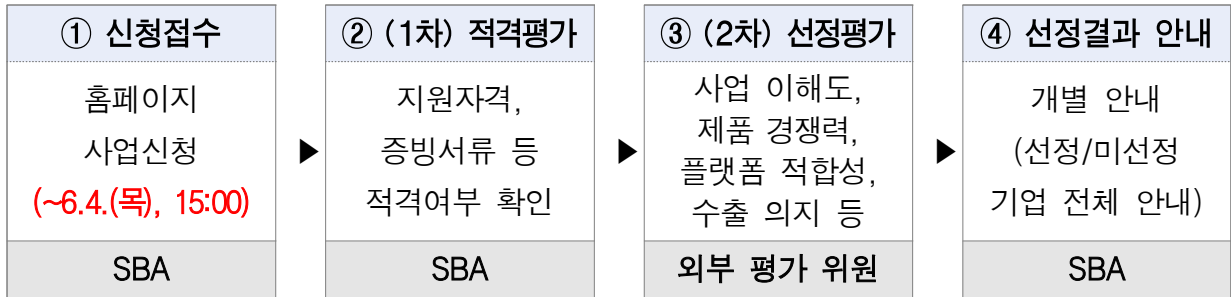 ① 신청접수
홈페이지
사업신청
(~6.4.(목), 15:00)
SBA
▶
② (1차) 적격평가
지원자격,
증빙서류 등
적격여부 확인
SBA
▶
③ (2차) 선정평가
사업 이해도,
제품 경쟁력,
플랫폼 적합성,
수출 의지 등
외부 평가 위원
▶
④ 선정결과 안내
개별 안내
(선정/미선정
기업 전체 안내)
SBA